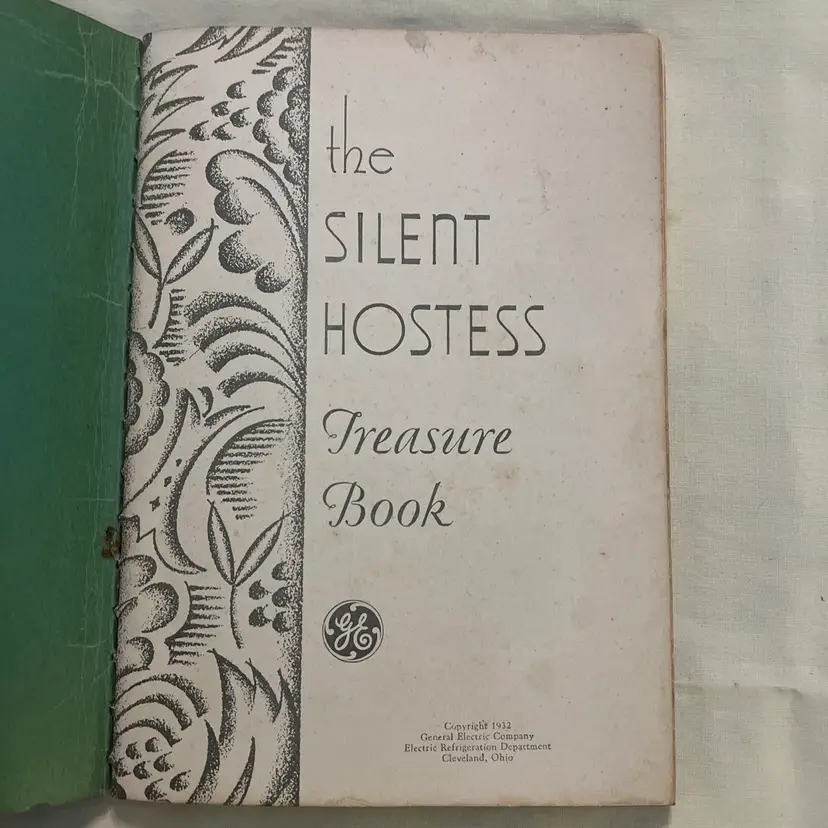 the
SILENT
HOSTESS
Treasure
Book
GE
Copyright 1932
General Electric Company
Electric Refrigeration Department
Cleveland, Ohio